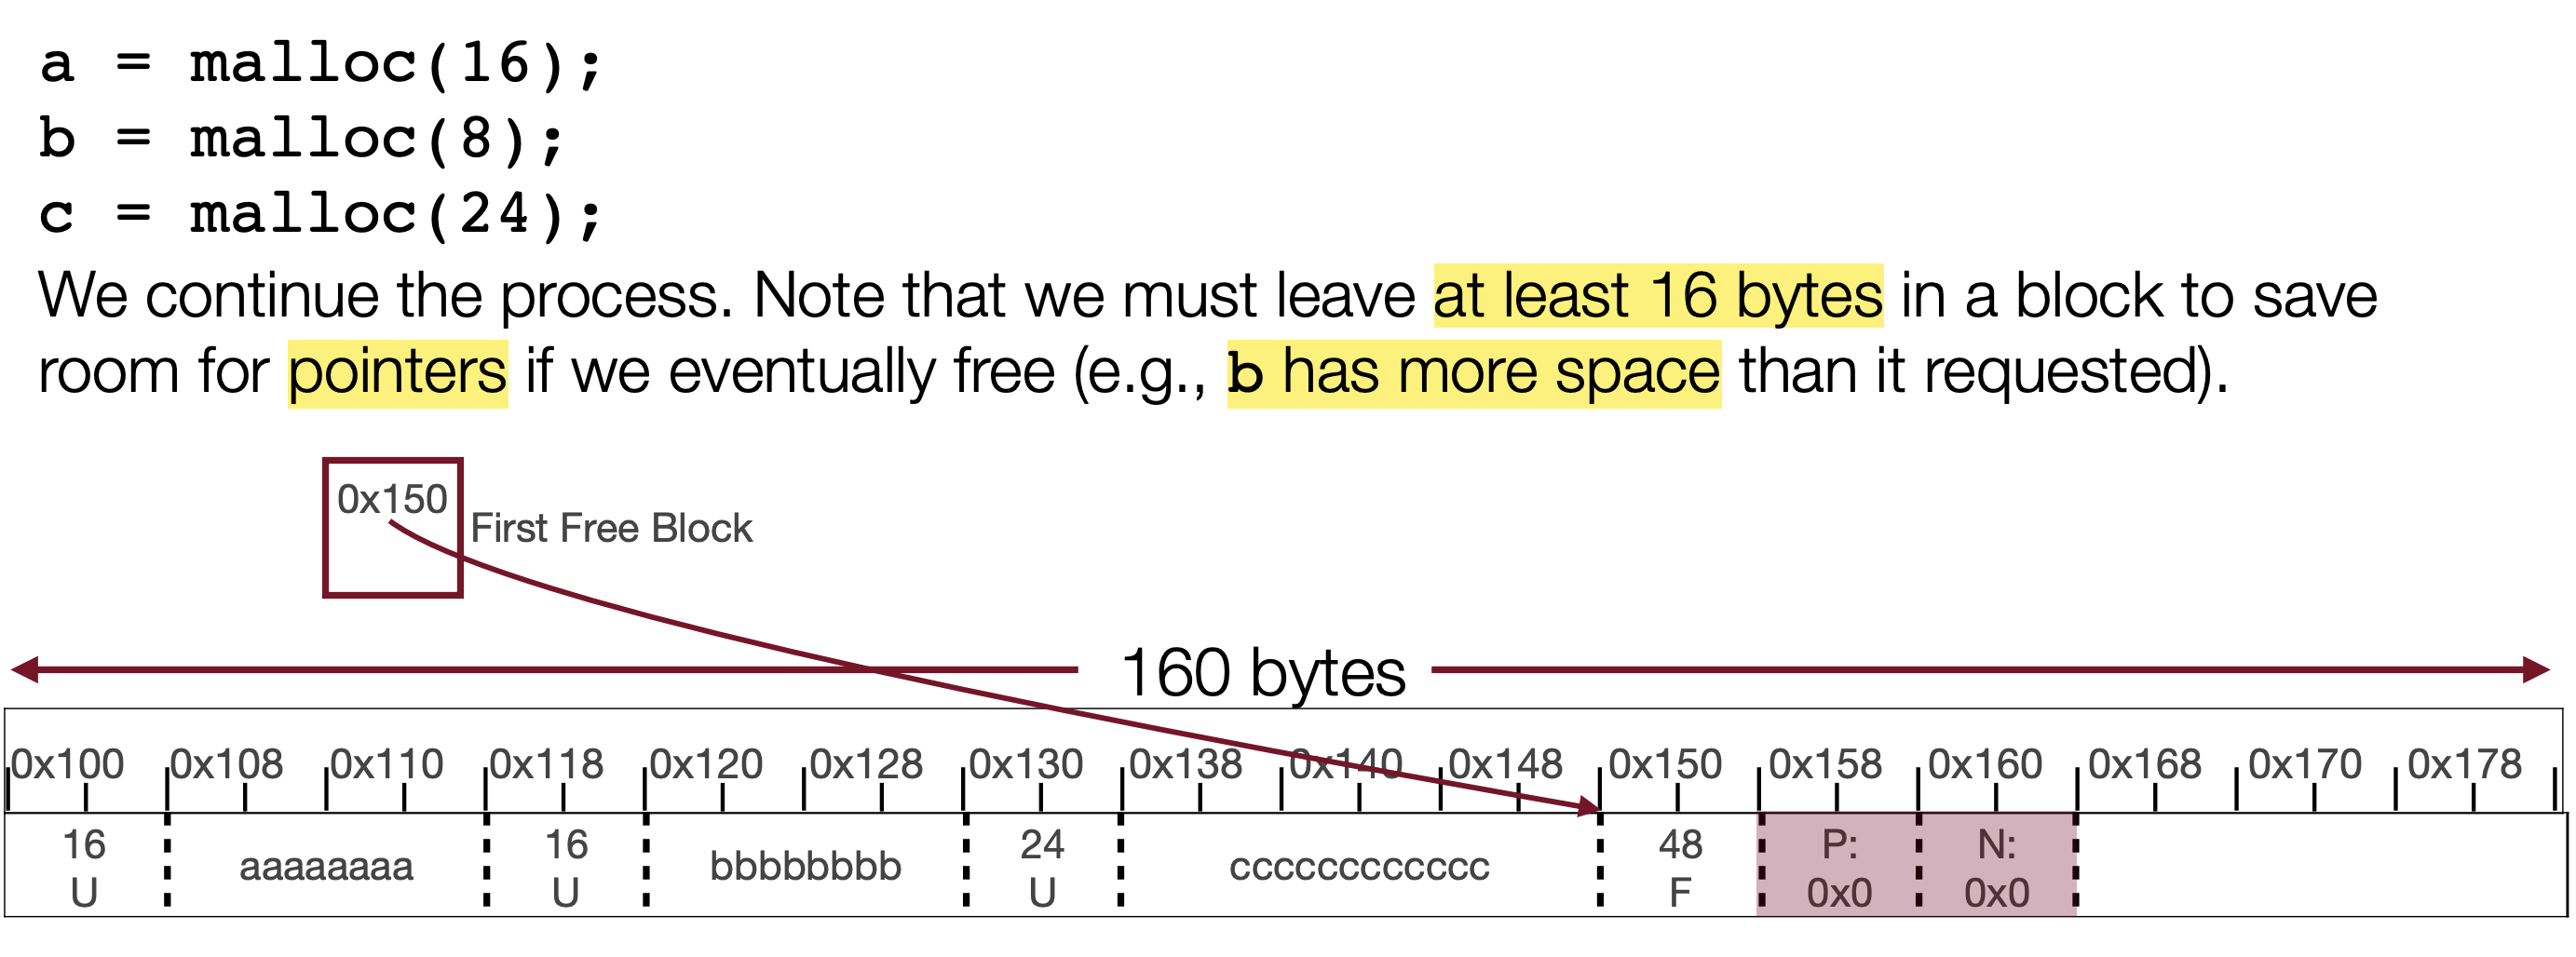 a = malloc(16);
b = malloc(8);
c = malloc(24);
We continue the process. Note that we must leave at least 16 bytes in a block to save
room for pointers if we eventually free (e.g., b has more space than it requested).
0x150
First Free Block
160 bytes
0x100 0x108 0x110 0x118 0x120 0x128 0x130 0x138 0x140 0x148 0x150 0x158 0x160 0x168 0x170 0x178
16 16 24 48 P: N:
aaaaaaaa bbbbbbbb cccccccccccc
U U U F 0x0 0x0